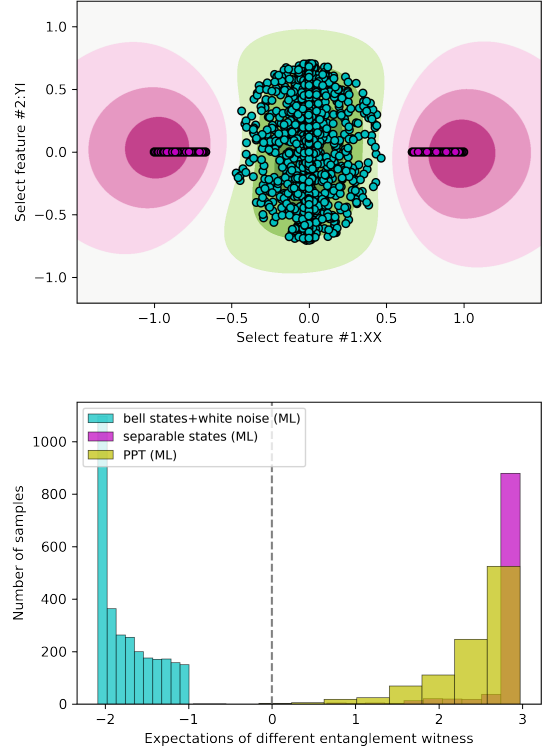 1.0
0.5
0.0
−0.5
−1.0
Select feature #2:YI
−1.0 −0.5 0.0 0.5 1.0
Select feature #1:XX
bell states+white noise (ML)
separable states (ML)
PPT (ML)
1000
800
600
400
200
0
Number of samples
−2 −1 0 1 2 3
Expectations of different entanglement witness